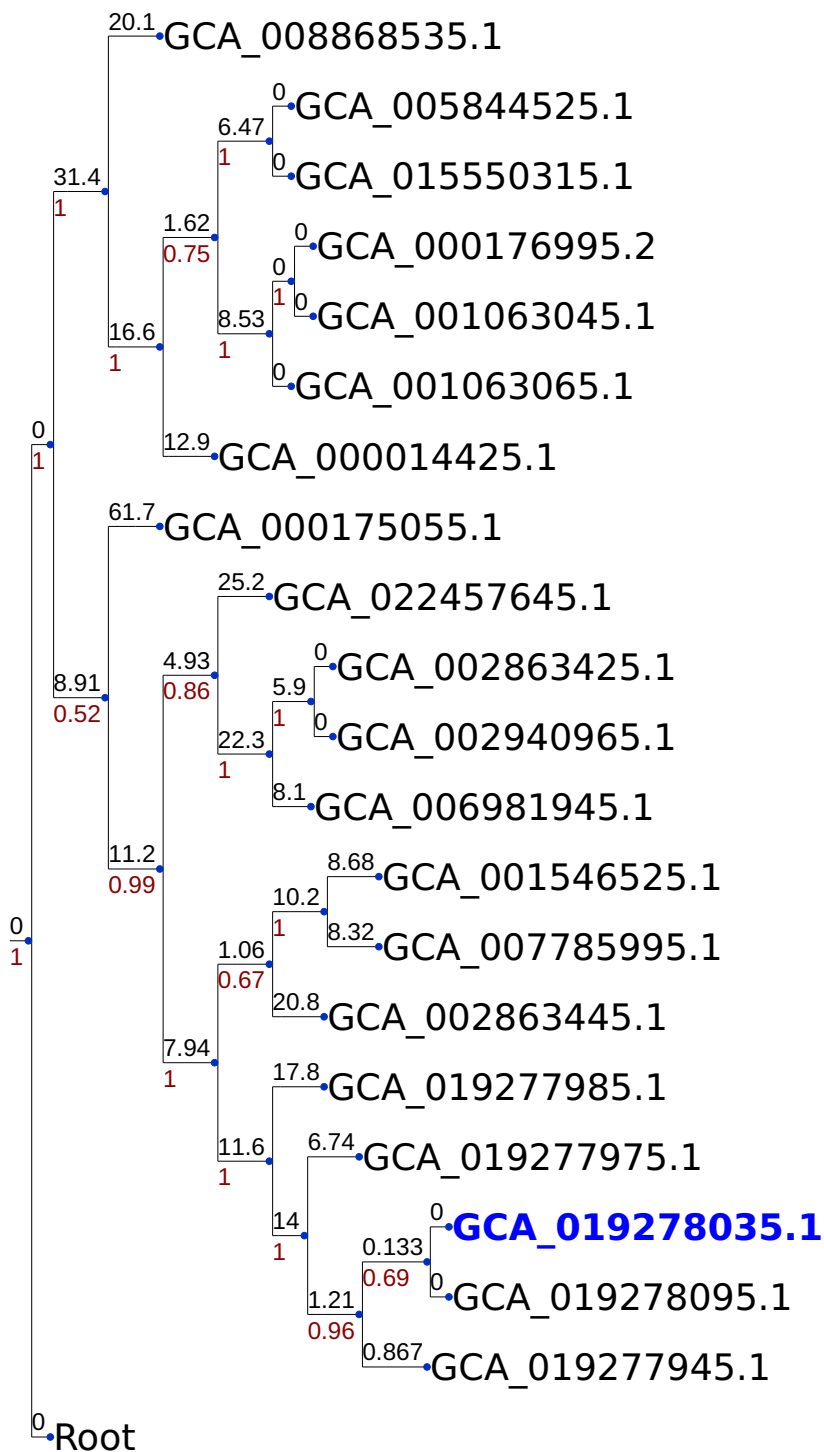 20.1 GCA_008868535.1
0 GCA_005844525.1
6.47
1
0 GCA_015550315.1
31.4
1
1.62
0.75
0 GCA_000176995.2
0
1
0 GCA_001063045.1
16.6
1
8.53
1
0 GCA_001063065.1
0
1
12.9 GCA_000014425.1
61.7 GCA_000175055.1
25.2 GCA_022457645.1
4.93
0.86
0 GCA_002863425.1
8.91
0.52
5.9
1
0 GCA_002940965.1
22.3
1
8.1 GCA_006981945.1
11.2
0.99
8.68 GCA_001546525.1
10.2
1
0
1
8.32 GCA_007785995.1
1.06
0.67
20.8 GCA_002863445.1
7.94
1
17.8 GCA_019277985.1
11.6
1
6.74 GCA_019277975.1
14
1
0 GCA_019278035.1
0.133
0.69
0 GCA_019278095.1
1.21
0.96
0.867 GCA_019277945.1
0 Root